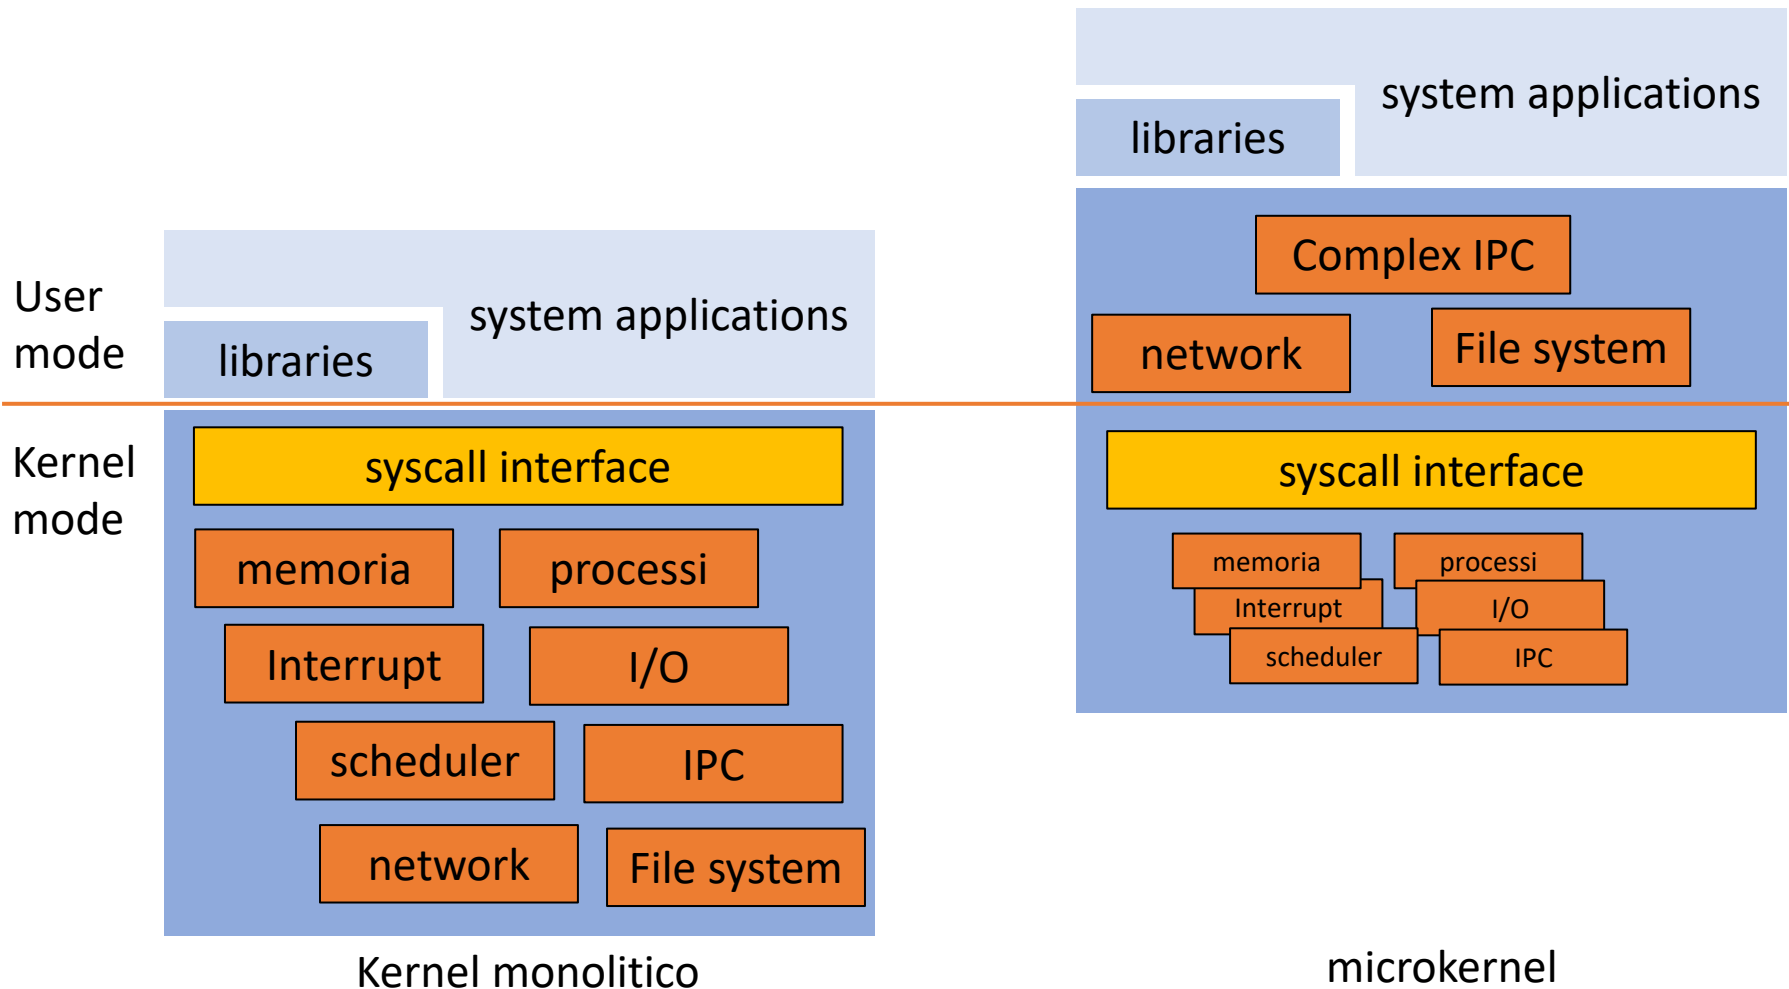 User
mode
Kernel
mode
system applications
libraries
syscall interface
memoria
processi
Interrupt
I/O
scheduler
IPC
network
File system
Kernel monolitico
system applications
libraries
Complex IPC
network
File system
syscall interface
memoria
processi
Interrupt
I/O
scheduler
IPC
microkernel